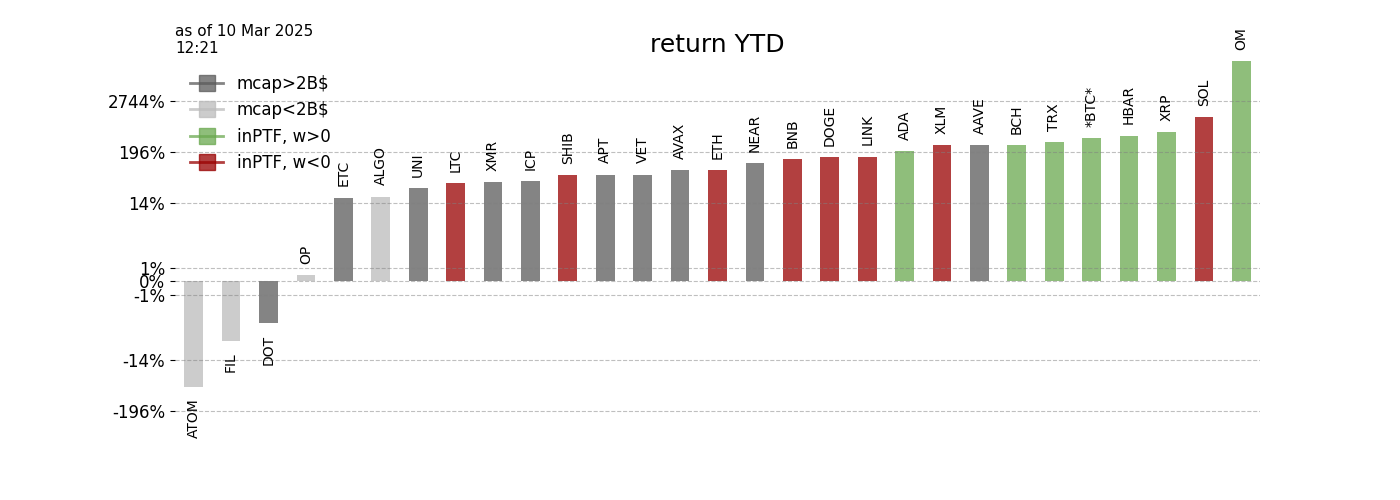 as of 10 Mar 2025
12:21
return YTD
mcap>2B$
mcap<2B$
inPTF, w>0
inPTF, w<0
2744%
196%
14%
1%
0%
-1%
-14%
-196%
ATOM
FIL
DOT
OP
ETC
ALGO
UNI
LTC
XMR
ICP
SHIB
APT
VET
AVAX
ETH
NEAR
BNB
DOGE
LINK
ADA
XLM
AAVE
BCH
TRX
*BTC*
HBAR
XRP
SOL
OM